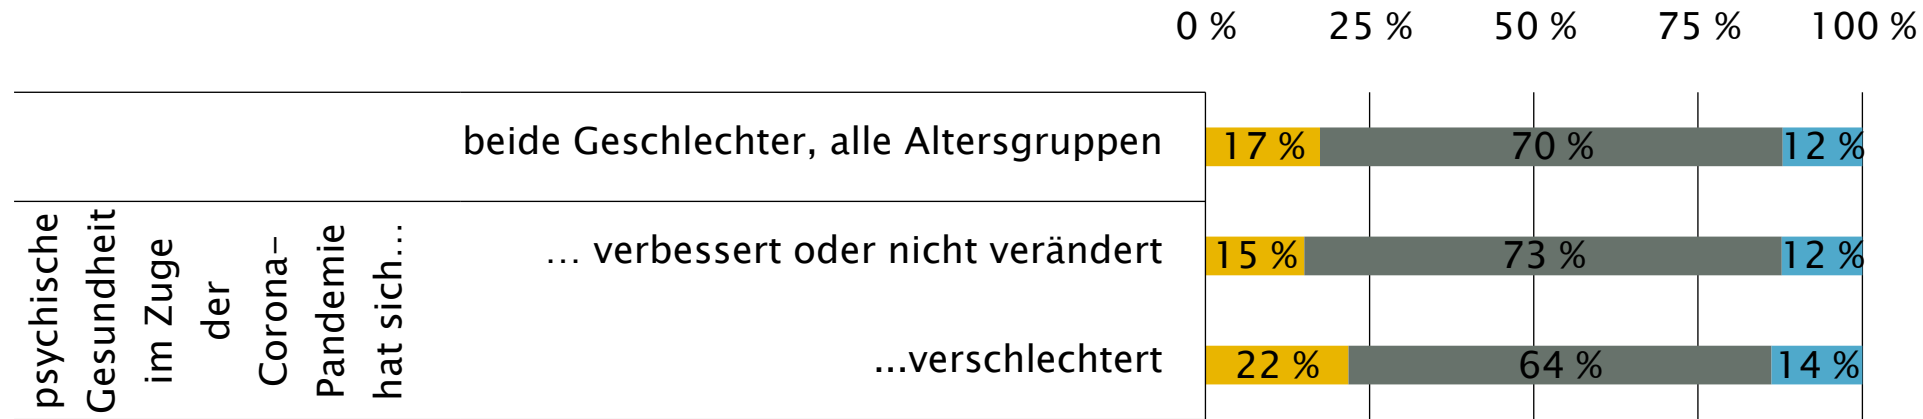 0 % 25 % 50 % 75 % 100 %
beide Geschlechter, alle Altersgruppen 17 % 70 % 12 %
psychische
Gesundheit
im Zuge
der
Corona-
Pandemie
hat sich...
... verbessert oder nicht verändert 15 % 73 % 12 %
...verschlechtert 22 % 64 % 14 %